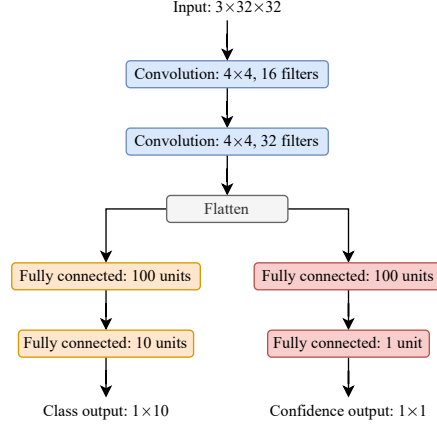 Input: 3×32×32
Convolution: 4×4, 16 filters
Convolution: 4×4, 32 filters
Flatten
Fully connected: 100 units
Fully connected: 100 units
Fully connected: 10 units
Fully connected: 1 unit
Class output: 1×10
Confidence output: 1×1